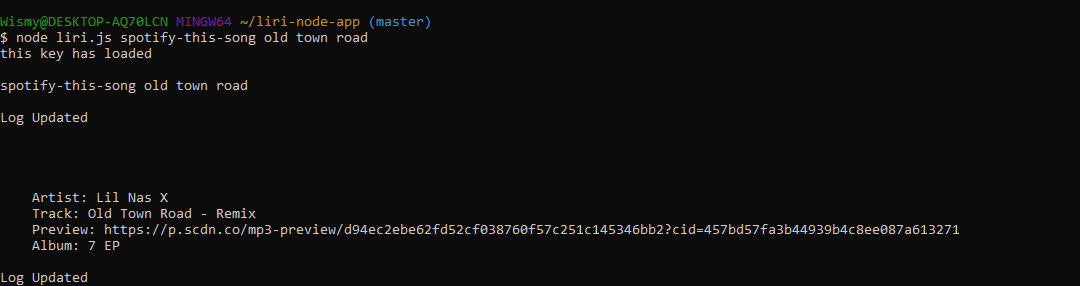 Wismy@DESKTOP-AQ70LCN MINGW64 ~/liri-node-app (master)
$ node liri.js spotify-this-song old town road
this key has loaded
spotify-this-song old town road
Log Updated
Artist: Lil Nas X
Track: Old Town Road - Remix
Preview: https://p.scdn.co/mp3-preview/d94ec2ebe62fd52cf038760f57c251c145346bb2?cid=457bd57fa3b44939b4c8ee087a613271
Album: 7 EP
Log Updated